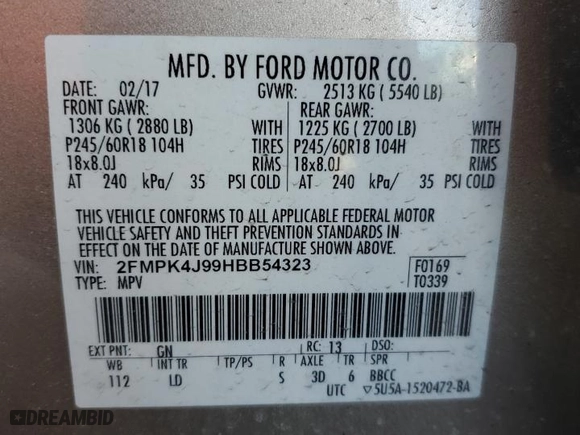 MFD. BY FORD MOTOR CO.
DATE: 02/17 GVWR: 2513 KG ( 5540 LB)
FRONT GAWR: REAR GAWR:
1306 KG ( 2880 LB) WITH 1225 KG ( 2700 LB) WITH
P245/60R18 104H TIRES P245/60R18 104H TIRES
18x8.0J RIMS 18x8.0J RIMS
AT 240 kPa/ 35 PSI COLD AT 240 kPa/ 35 PSI COLD
THIS VEHICLE CONFORMS TO ALL APPLICABLE FEDERAL MOTOR
VEHICLE SAFETY AND THEFT PREVENTION STANDARDS IN
EFFECT ON THE DATE OF MANUFACTURE SHOWN ABOVE.
VIN: 2FMPK4J99HBB54323 F0169
TYPE: MPV T0339
EXT PNT: GN RC: 13 DSO:
WB INT TR TP/PS R AXLE TR SPR
112 LD S 3D 6 BBCC
UTC 5U5A-1520472-BA
DREAMBID